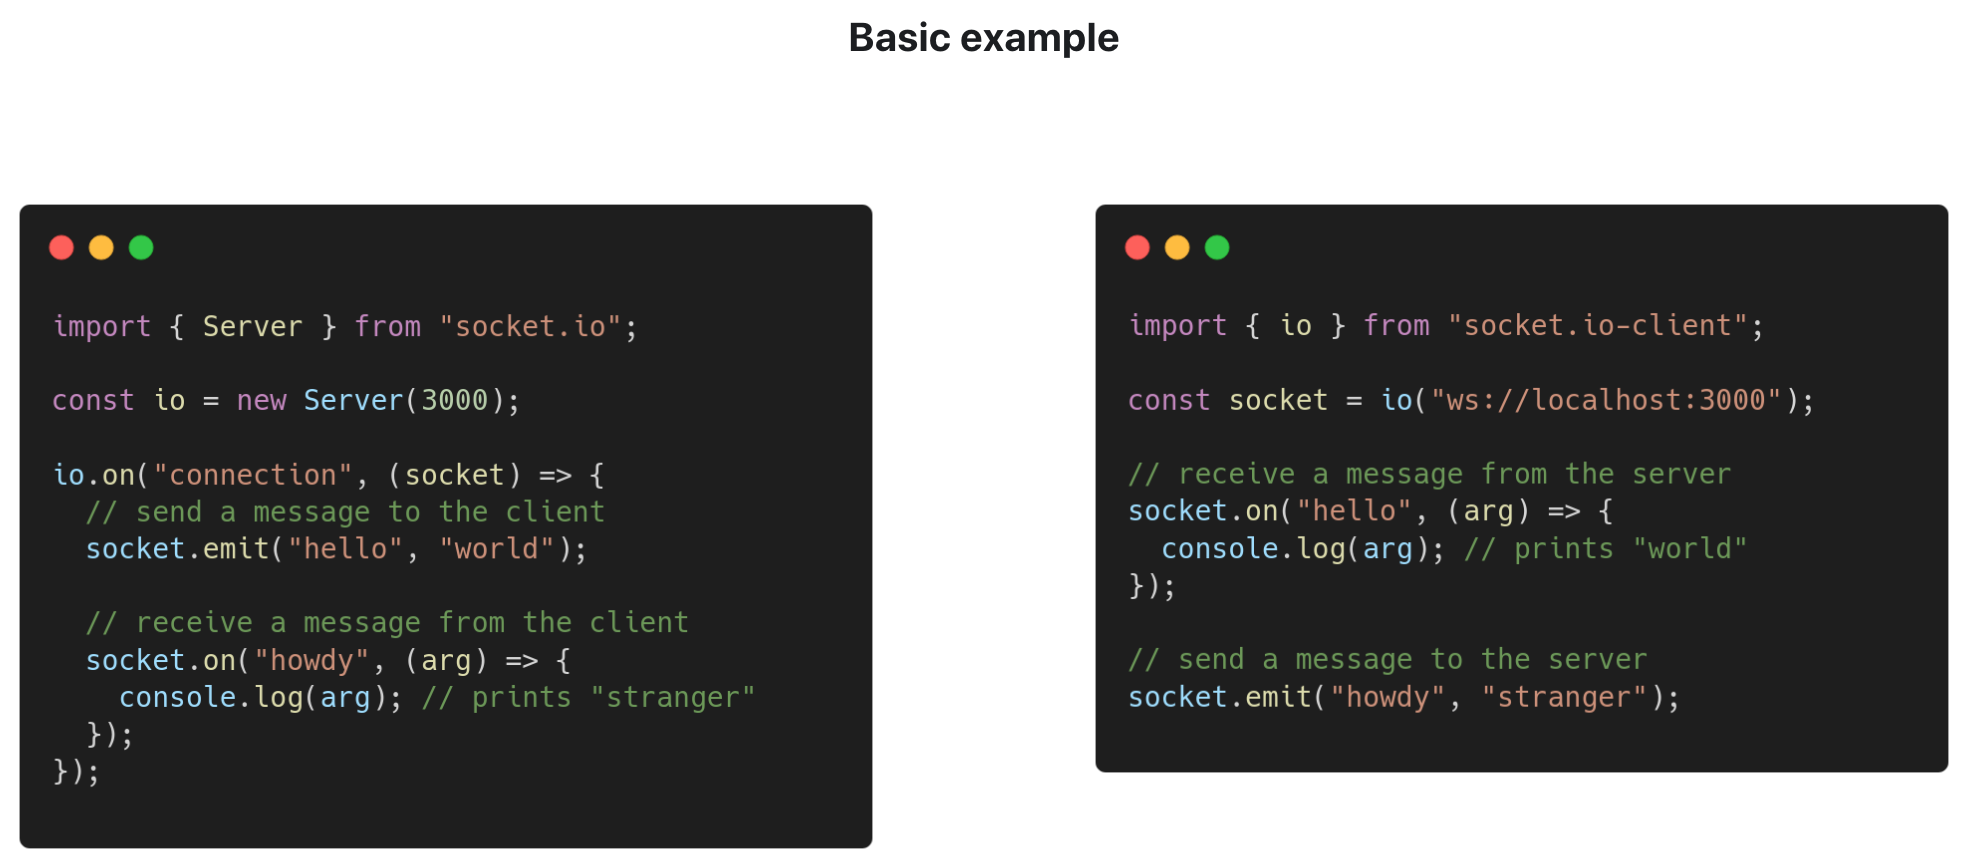 Basic example
import { Server } from "socket.io";
const io = new Server(3000);
io.on("connection", (socket) => {
  // send a message to the client
  socket.emit("hello", "world");
  // receive a message from the client
  socket.on("howdy", (arg) => {
    console.log(arg); // prints "stranger"
  });
});
import { io } from "socket.io-client";
const socket = io("ws://localhost:3000");
// receive a message from the server
socket.on("hello", (arg) => {
  console.log(arg); // prints "world"
});
// send a message to the server
socket.emit("howdy", "stranger");